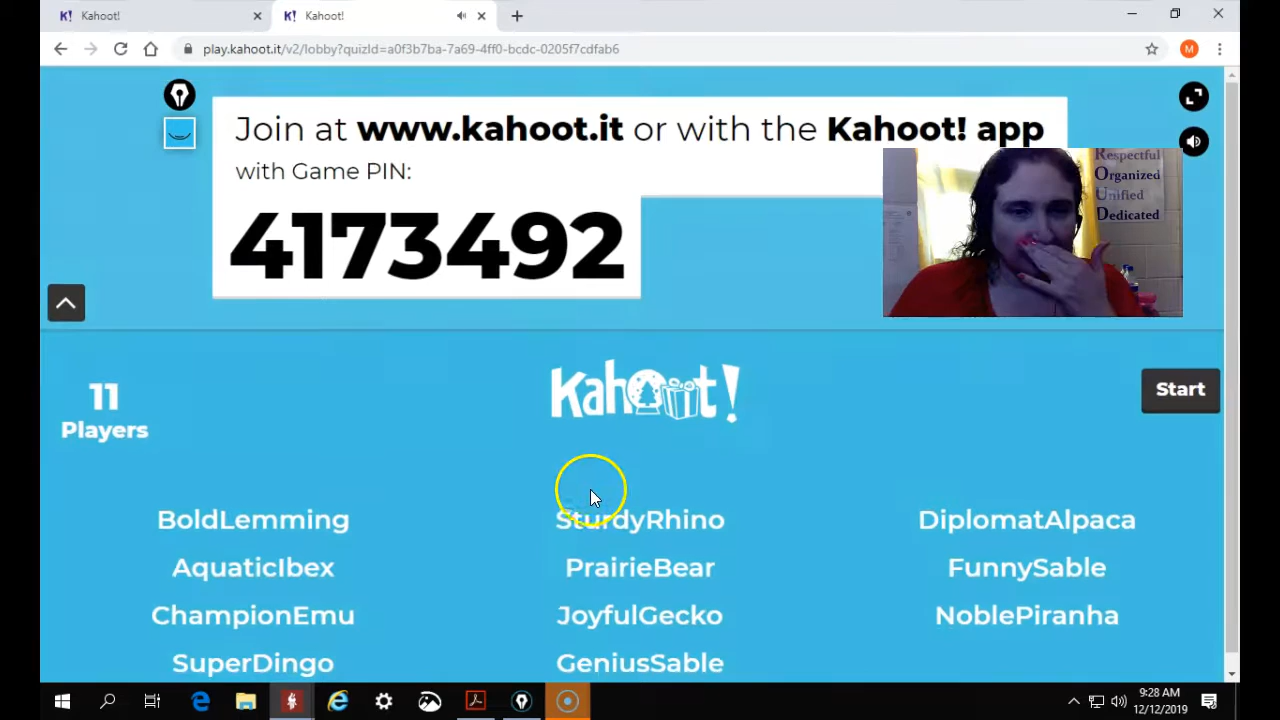 Kahoot!
Kahoot!
play.kahoot.it/v2/lobby?quizId=a0f3b7ba-7a69-4ff0-bcdc-0205f7cdfab6
M
Join at www.kahoot.it or with the Kahoot! app
with Game PIN:
4173492
Respectful
Organized
Unified
Dedicated
11
Players
Kahoot!
Start
BoldLemming
SturdyRhino
DiplomatAlpaca
AquaticIbex
PrairieBear
FunnySable
ChampionEmu
JoyfulGecko
NoblePiranha
SuperDingo
GeniusSable
9:28 AM
12/12/2019